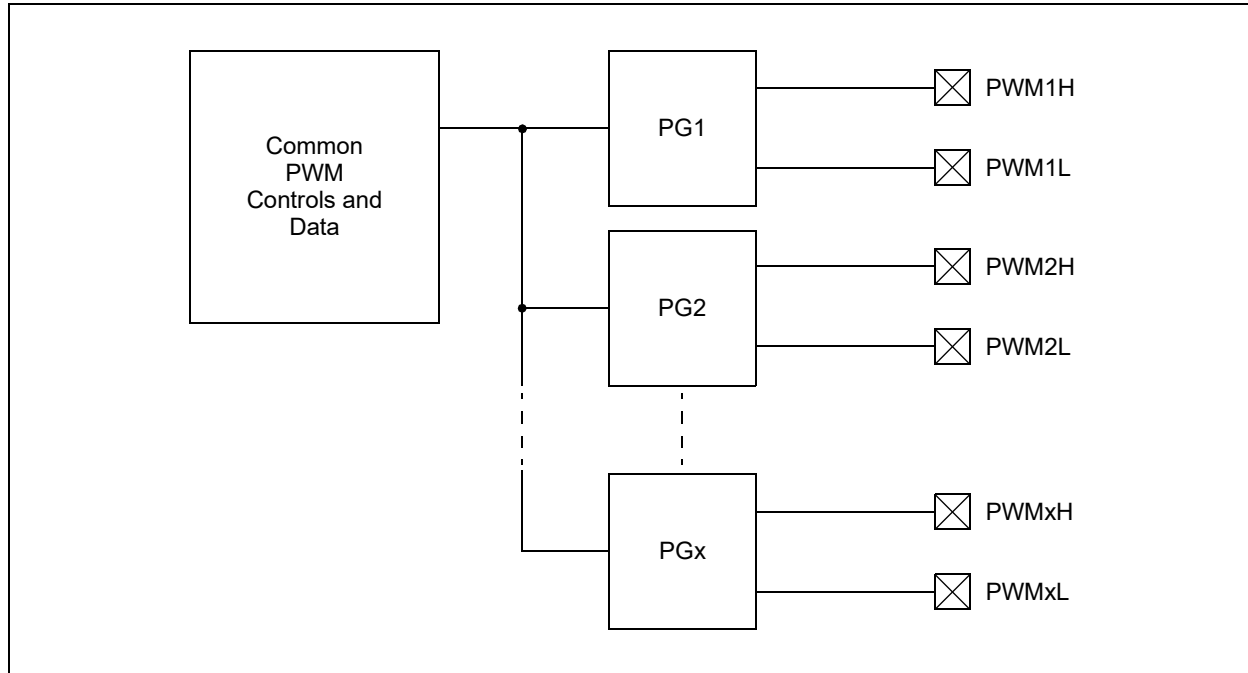 Common
PWM
Controls and
Data
PG1
PWM1H
PWM1L
PG2
PWM2H
PWM2L
PGx
PWMxH
PWMxL